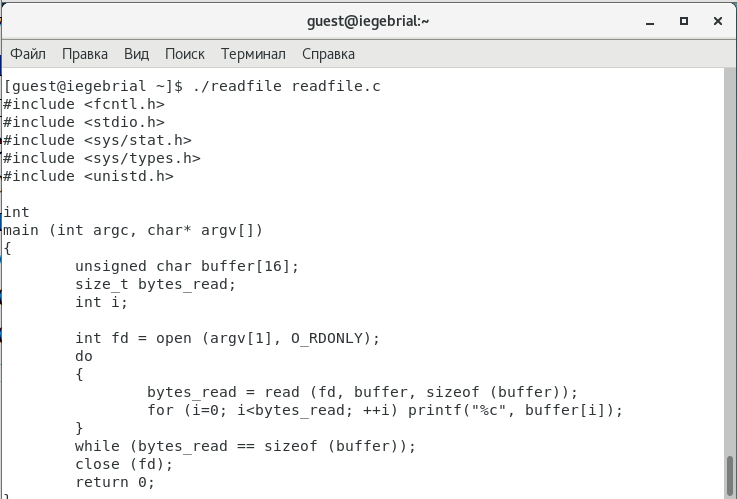 guest@iegebrial:~
Файл Правка Вид Поиск Терминал Справка
[guest@iegebrial ~]$ ./readfile readfile.c
#include <fcntl.h>
#include <stdio.h>
#include <sys/stat.h>
#include <sys/types.h>
#include <unistd.h>

int
main (int argc, char* argv[])
{
        unsigned char buffer[16];
        size_t bytes_read;
        int i;

        int fd = open (argv[1], O_RDONLY);
        do
        {
                bytes_read = read (fd, buffer, sizeof (buffer));
                for (i=0; i<bytes_read; ++i) printf("%c", buffer[i]);
        }
        while (bytes_read == sizeof (buffer));
        close (fd);
        return 0;
}